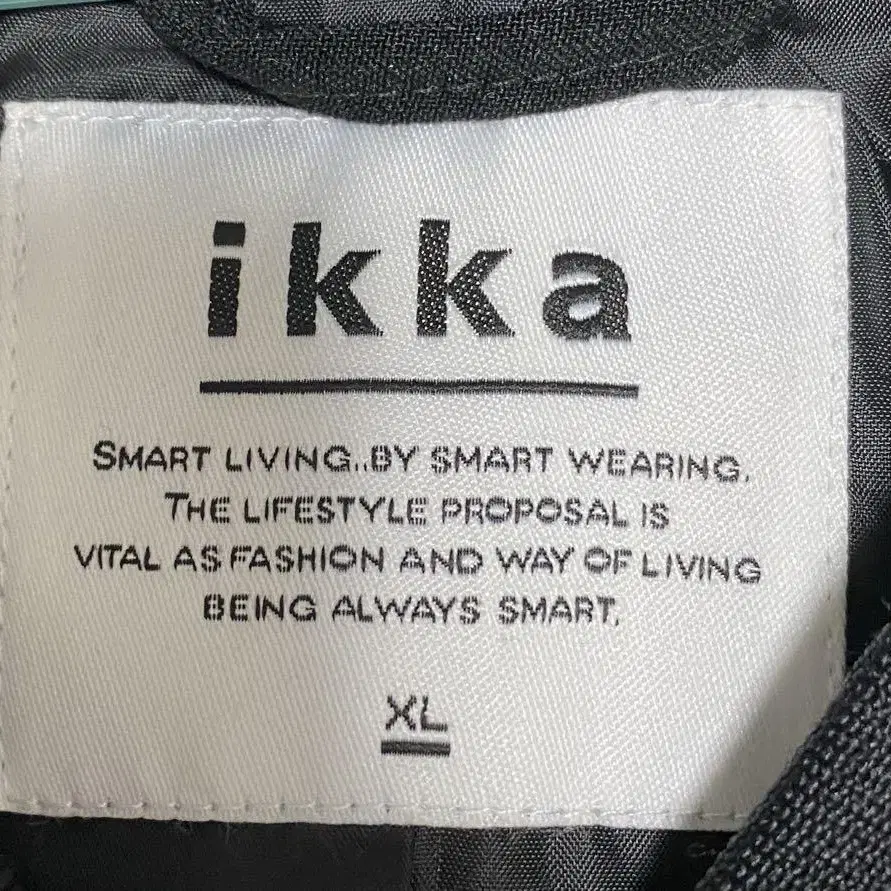 ikka
SMART LIVING..BY SMART WEARING.
THE LIFESTYLE PROPOSAL IS
VITAL AS FASHION AND WAY OF LIVING
BEING ALWAYS SMART.
XL